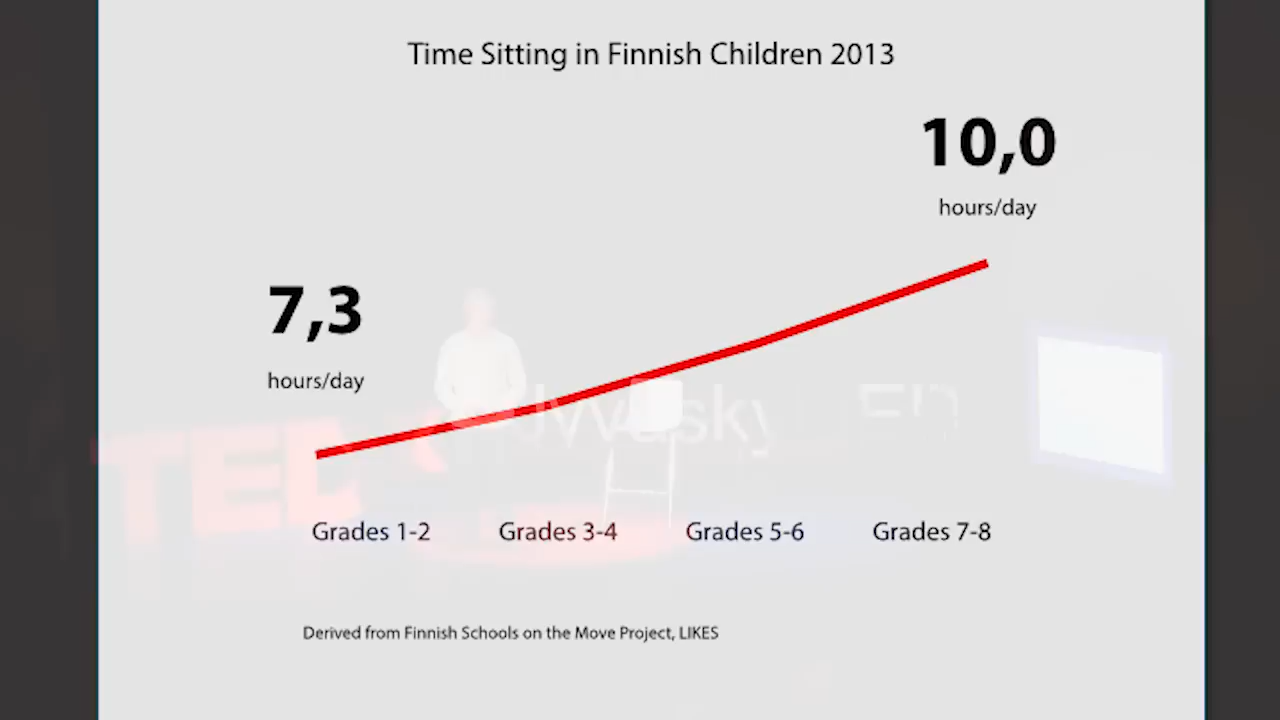 Time Sitting in Finnish Children 2013
10,0
hours/day
7,3
hours/day
TED
Grades 1-2 Grades 3-4 Grades 5-6 Grades 7-8
Derived from Finnish Schools on the Move Project, LIKES